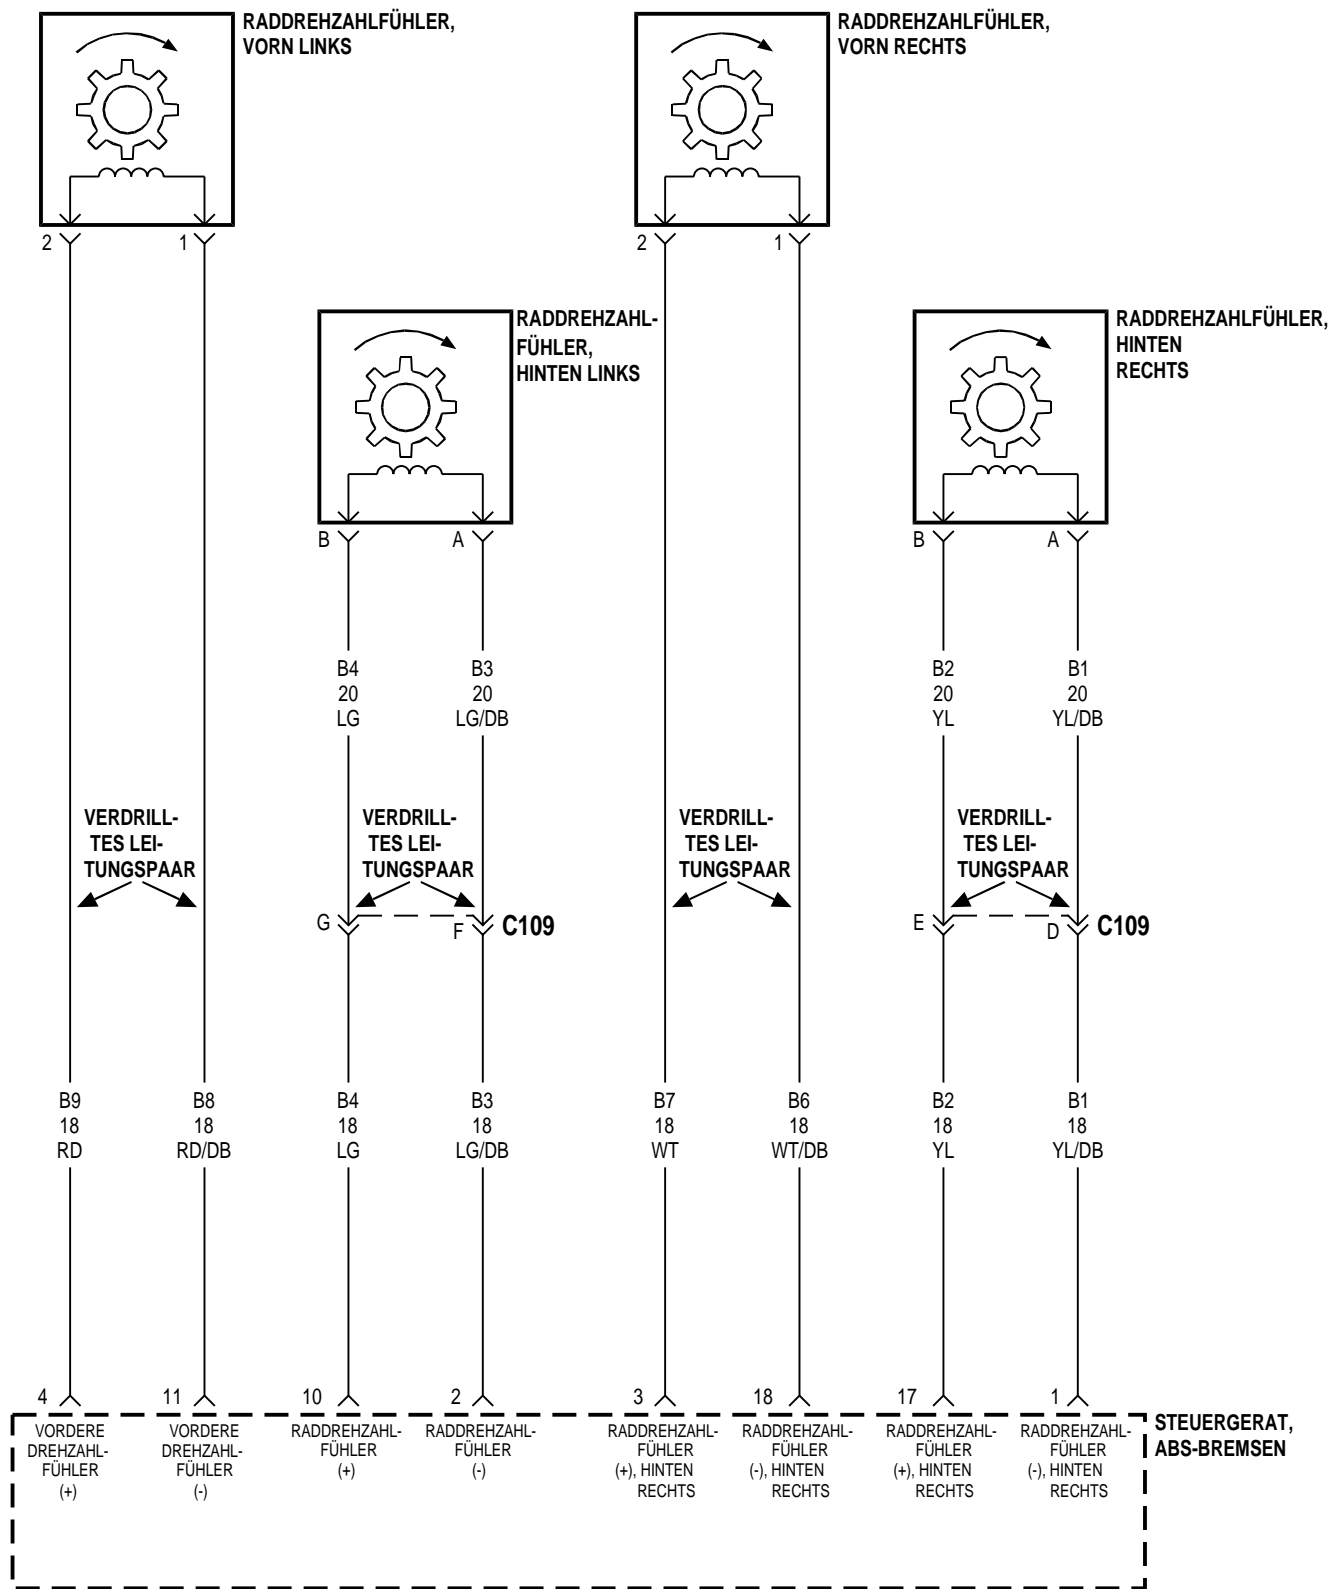 RADDREHZAHLFÜHLER,
VORN LINKS
RADDREHZAHLFÜHLER,
VORN RECHTS
2
1
2
1
RADDREHZAHL-
FÜHLER,
HINTEN LINKS
RADDREHZAHLFÜHLER,
HINTEN
RECHTS
B
A
B
A
B4
20
LG
B3
20
LG/DB
B2
20
YL
B1
20
YL/DB
VERDRILL-
TES LEI-
TUNGSPAAR
VERDRILL-
TES LEI-
TUNGSPAAR
VERDRILL-
TES LEI-
TUNGSPAAR
VERDRILL-
TES LEI-
TUNGSPAAR
G
F
C109
E
D
C109
B9
18
RD
B8
18
RD/DB
B4
18
LG
B3
18
LG/DB
B7
18
WT
B6
18
WT/DB
B2
18
YL
B1
18
YL/DB
4
11
10
2
3
18
17
1
VORDERE
DREHZAHL-
FÜHLER
(+)
VORDERE
DREHZAHL-
FÜHLER
(-)
RADDREHZAHL-
FÜHLER
(+)
RADDREHZAHL-
FÜHLER
(-)
RADDREHZAHL-
FÜHLER
(+), HINTEN
RECHTS
RADDREHZAHL-
FÜHLER
(-), HINTEN
RECHTS
RADDREHZAHL-
FÜHLER
(+), HINTEN
RECHTS
RADDREHZAHL-
FÜHLER
(-), HINTEN
RECHTS
STEUERGERAT,
ABS-BREMSEN